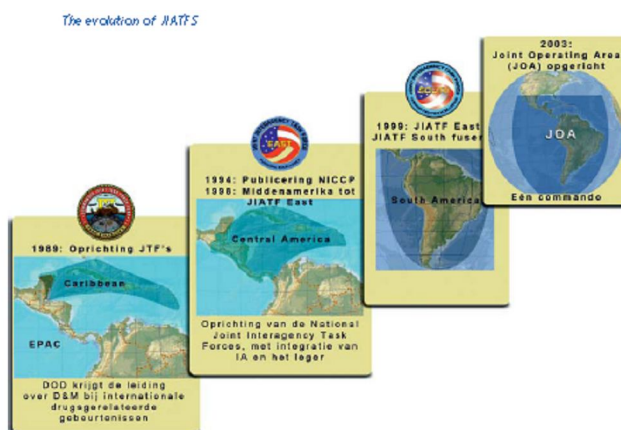 The evolution of JIATFS
1989: Oprichting JTF's
Caribbean
EPAC
DOD krijgt de leiding
over D&M bij internationale
drugsgerelateerde
gebeurtenissen
EAST
1994: Publicering NICCP
1998: Middenamerika tot
JIATF East
Central America
Oprichting van de National
Joint Interagency Task
Forces, met integratie van
IA en het leger
1999: JIATF East
JIATF South fuseren
South America
2003:
Joint Operating Area
(JOA) opgericht
JOA
Eén commando